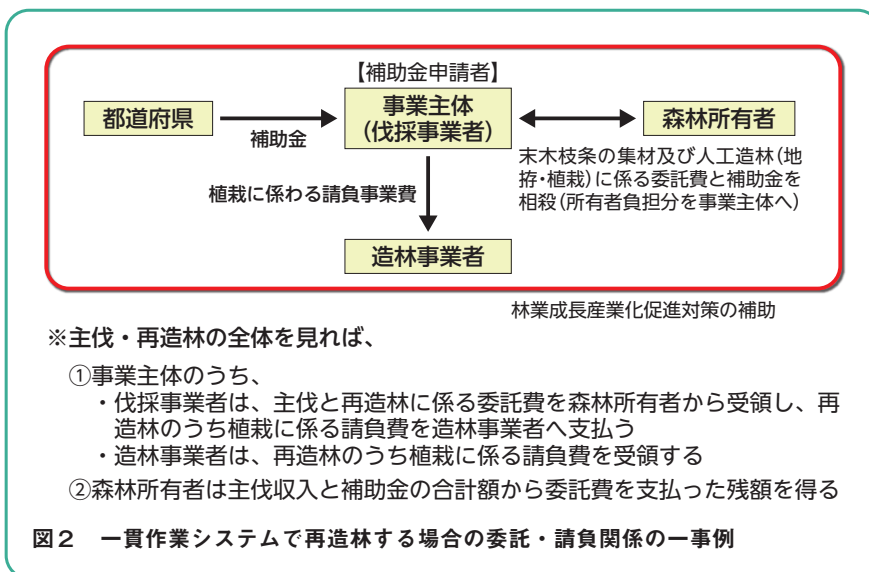 【補助金申請者】
都道府県
補助金
事業主体
(伐採事業者)
森林所有者
末木枝条の集材及び人工造林(地
拵・植栽)に係る委託費と補助金を
相殺(所有者負担分を事業主体へ)
植栽に係わる請負事業費
造林事業者
林業成長産業化促進対策の補助
※主伐・再造林の全体を見れば、
①事業主体のうち、
・伐採事業者は、主伐と再造林に係る委託費を森林所有者から受領し、再
造林のうち植栽に係る請負費を造林事業者へ支払う
・造林事業者は、再造林のうち植栽に係る請負費を受領する
②森林所有者は主伐収入と補助金の合計額から委託費を支払った残額を得る
図2 一貫作業システムで再造林する場合の委託・請負関係の一事例